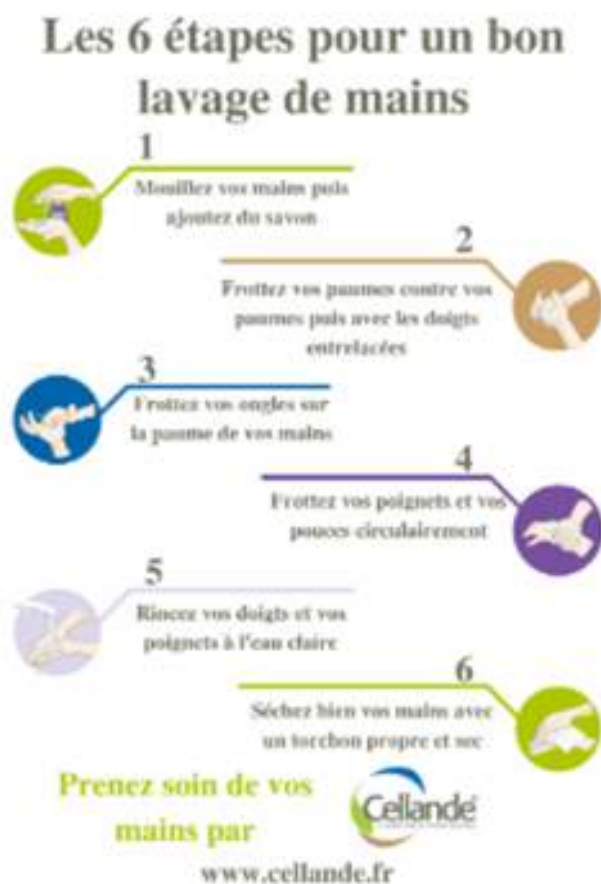 Les 6 étapes pour un bon
lavage de mains
1
Mouillez vos mains puis
ajoutez du savon
2
Frottez vos paumes contre vos
paumes puis avec les doigts
entrelacées
3
Frottez vos ongles sur
la paume de vos mains
4
Frottez vos poignets et vos
pouces circulairement
5
Rincez vos doigts et vos
poignets à l'eau claire
6
Séchez bien vos mains avec
un torchon propre et sec
Prenez soin de vos
mains par
Cellande
www.cellande.fr